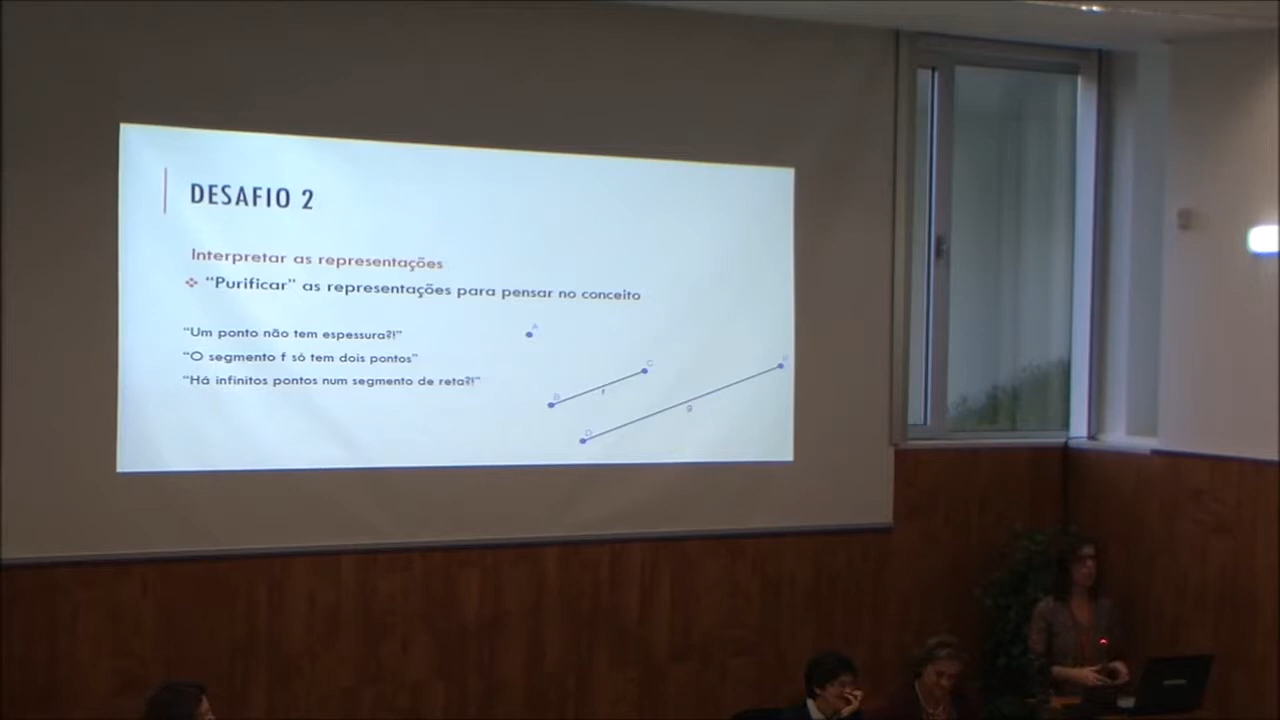 DESAFIO 2
Interpretar as representações
❖ “Purificar” as representações para pensar no conceito
“Um ponto não tem espessura?!”
“O segmento f só tem dois pontos”
“Há infinitos pontos num segmento de reta?!”
A
C
B
f
g
D